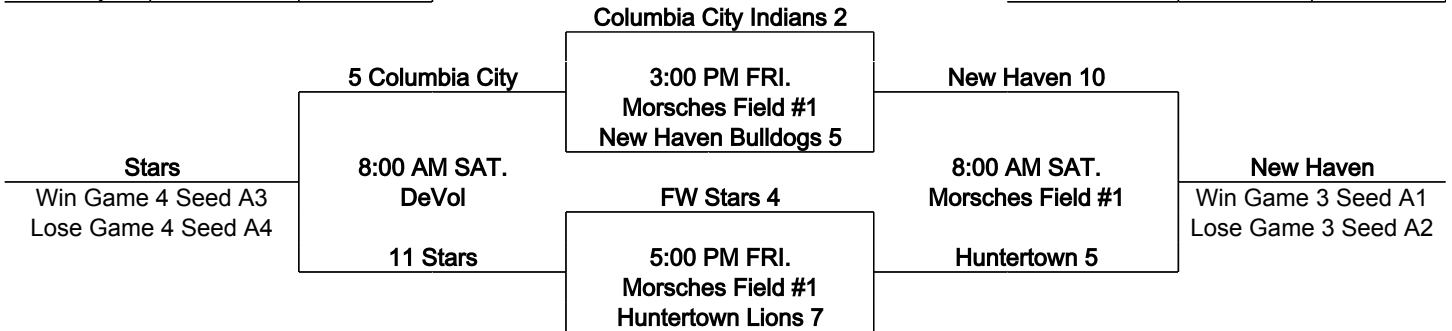 Columbia City Indians 2
5 Columbia City
3:00 PM FRI.
New Haven 10
Morsches Field #1
New Haven Bulldogs 5
Stars
8:00 AM SAT.
8:00 AM SAT.
New Haven
Win Game 4 Seed A3
DeVol
FW Stars 4
Morsches Field #1
Win Game 3 Seed A1
Lose Game 4 Seed A4
Lose Game 3 Seed A2
11 Stars
5:00 PM FRI.
Huntertown 5
Morsches Field #1
Huntertown Lions 7